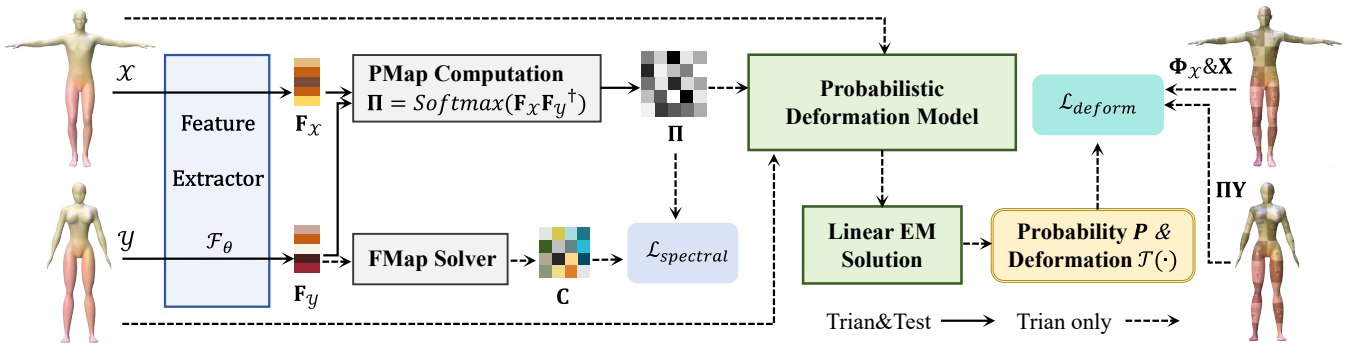 𝒳
Feature
Extractor
ℱ_θ
𝒴
F_𝒳
F_𝒴
PMap Computation
Π = Softmax(F_𝒳F_𝒴^†)
Π
FMap Solver
C
ℒ_spectral
Probabilistic
Deformation Model
Linear EM
Solution
Probability P &
Deformation 𝒯(·)
ℒ_deform
Φ_𝒳&X
ΠY
Trian&Test
Trian only